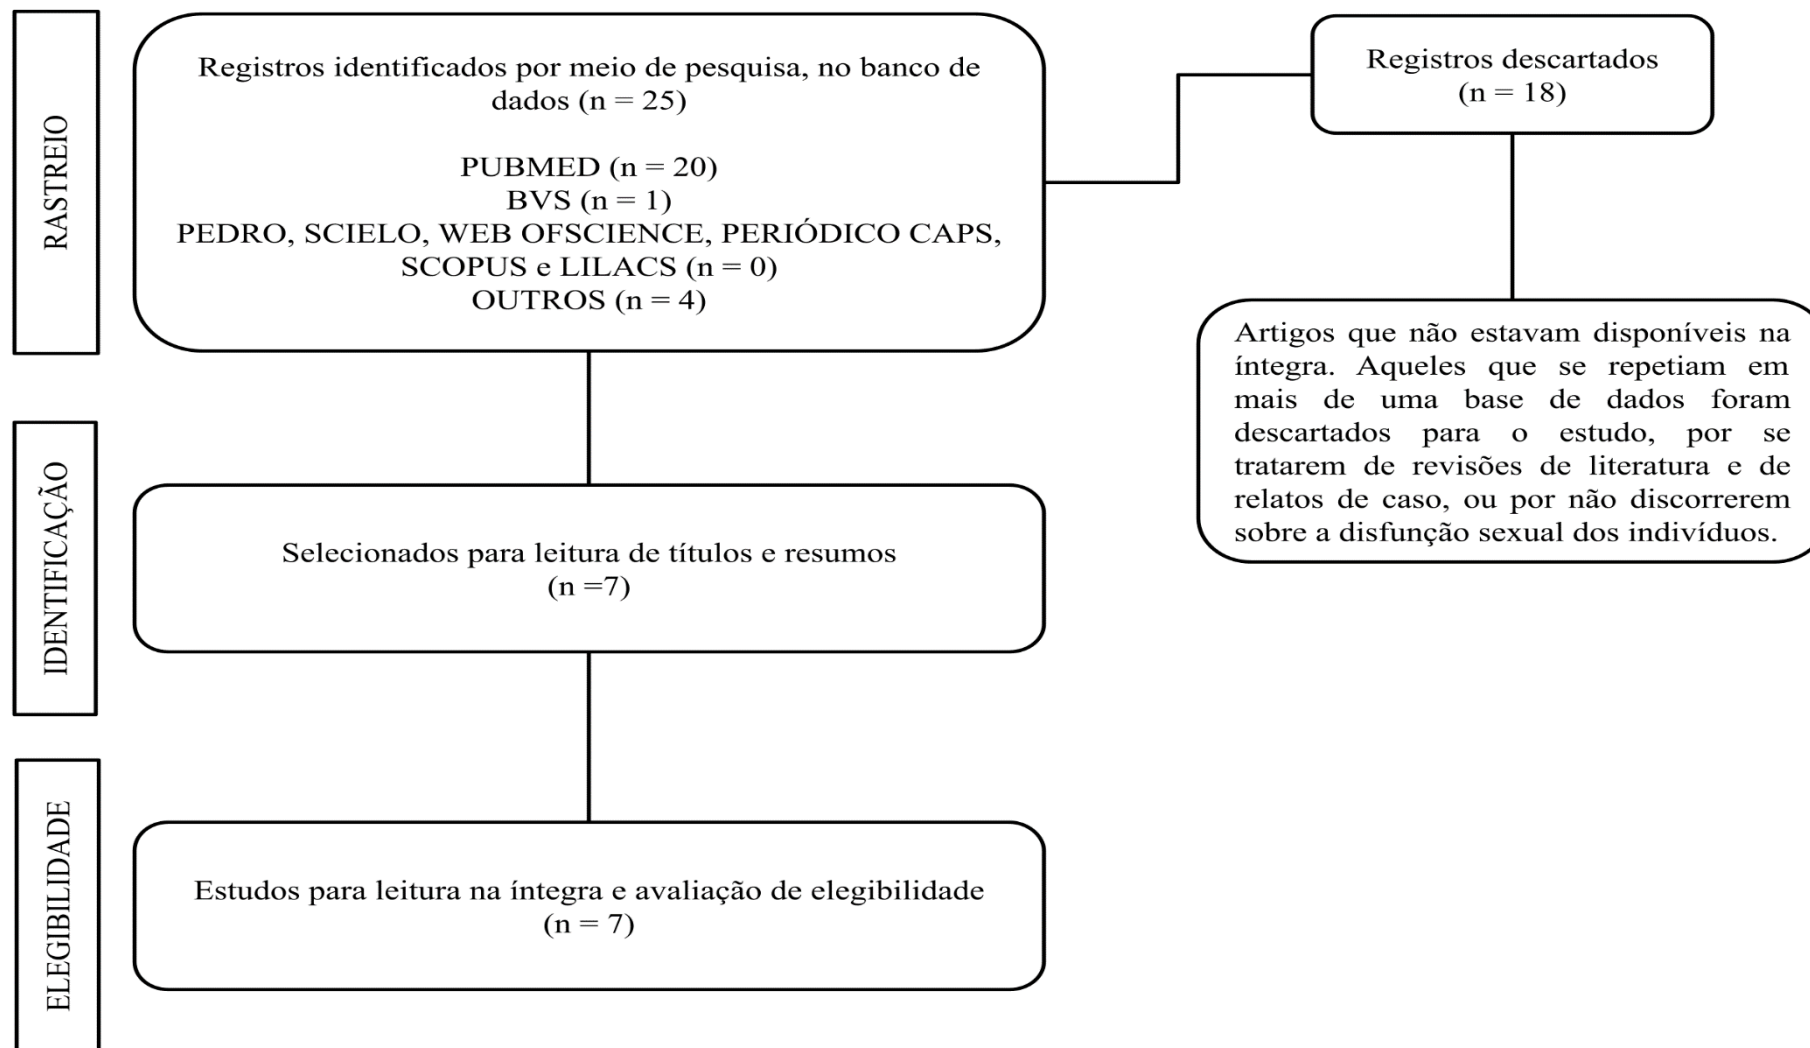 RASTREIO
Registros identificados por meio de pesquisa, no banco de
dados (n = 25)
PUBMED (n = 20)
BVS (n = 1)
PEDRO, SCIELO, WEB OFSCIENCE, PERIÓDICO CAPS,
SCOPUS e LILACS (n = 0)
OUTROS (n = 4)
Registros descartados
(n = 18)
Artigos que não estavam disponíveis na
íntegra. Aqueles que se repetiam em
mais de uma base de dados foram
descartados para o estudo, por se
tratarem de revisões de literatura e de
relatos de caso, ou por não discorrerem
sobre a disfunção sexual dos indivíduos.
IDENTIFICAÇÃO
Selecionados para leitura de títulos e resumos
(n =7)
ELEGIBILIDADE
Estudos para leitura na íntegra e avaliação de elegibilidade
(n = 7)